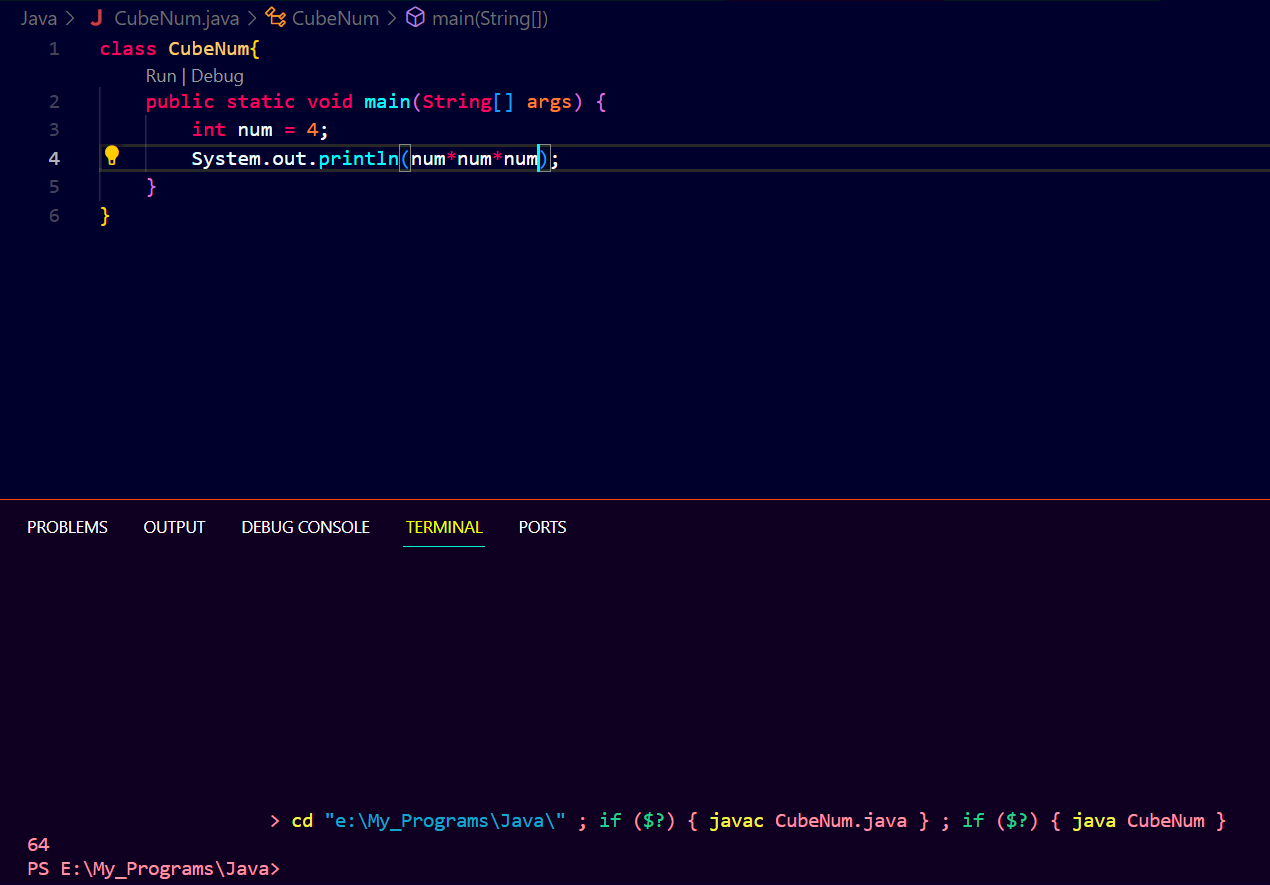 Java > J CubeNum.java > CubeNum > main(String[])
1 class CubeNum{
Run | Debug
2 public static void main(String[] args) {
3 int num = 4;
4 System.out.println(num*num*num);
5 }
6 }
PROBLEMS OUTPUT DEBUG CONSOLE TERMINAL PORTS
> cd "e:\My_Programs\Java\" ; if ($?) { javac CubeNum.java } ; if ($?) { java CubeNum }
64
PS E:\My_Programs\Java>